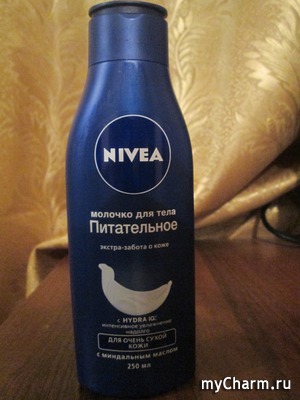 NIVEA
молочко для тела
Питательное
экстра-забота о коже
с HYDRA IQ:
интенсивное увлажнение
надолго
ДЛЯ ОЧЕНЬ СУХОЙ
КОЖИ
с миндальным маслом
250 мл
myCharm.ru